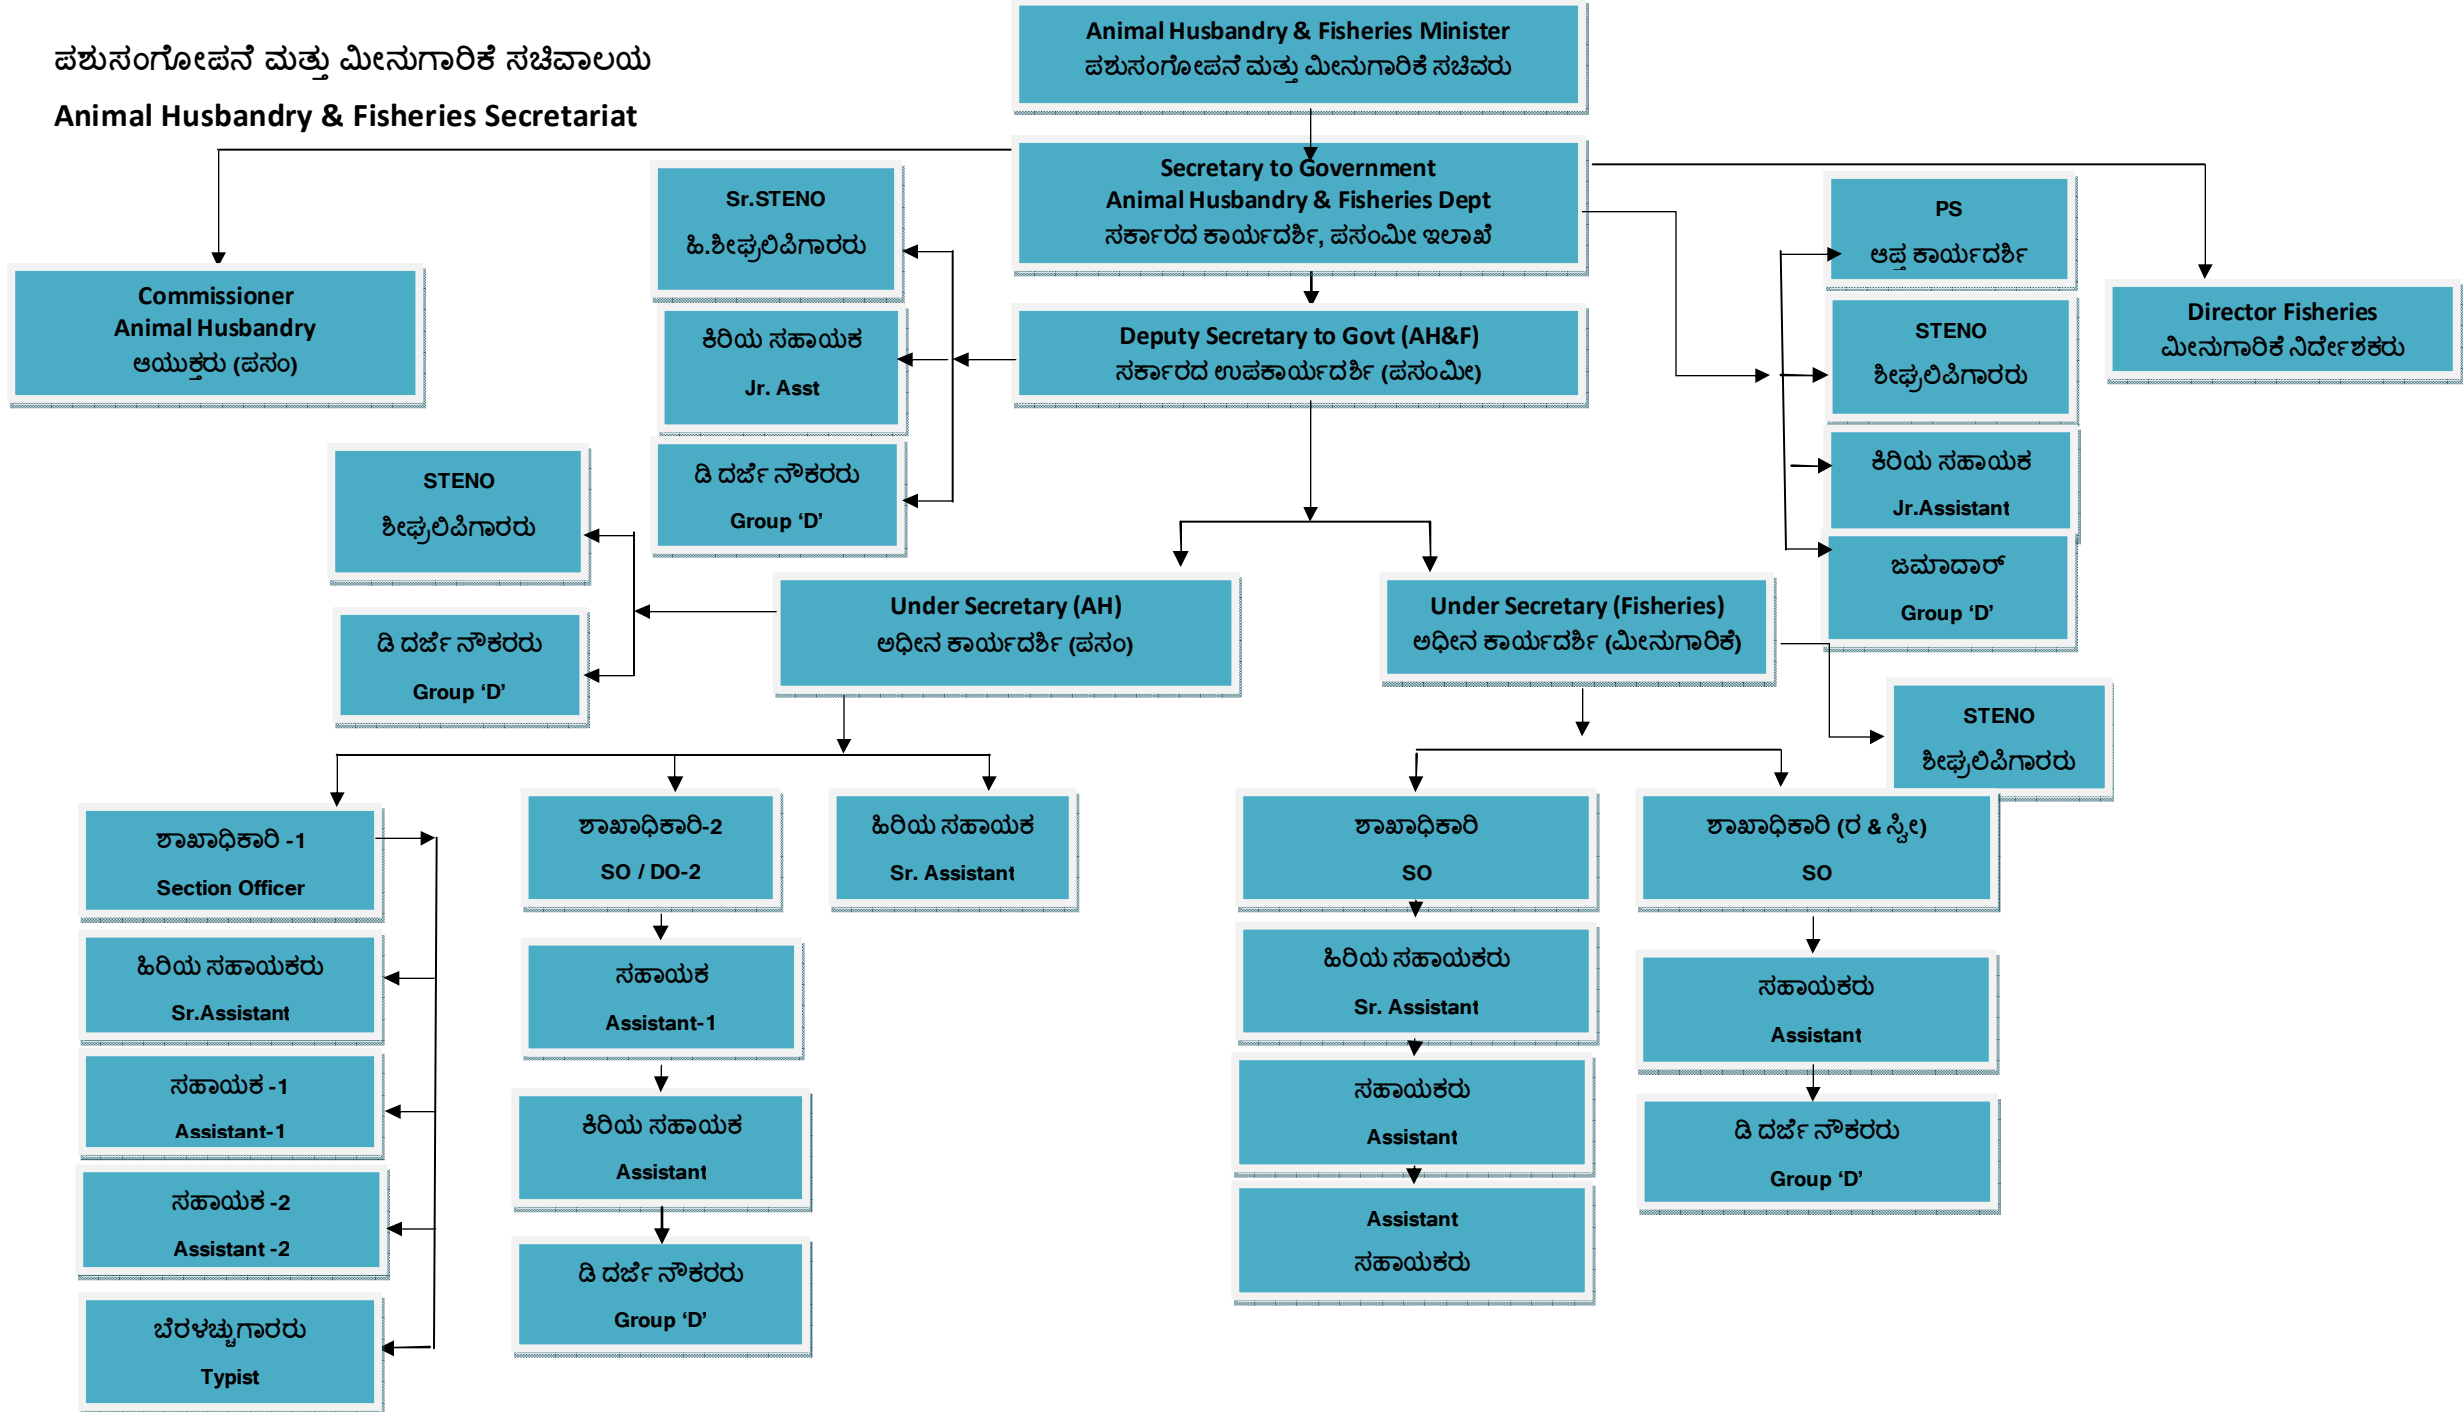 ಪಶುಸಂಗೋಪನೆ ಮತ್ತು ಮೀನುಗಾರಿಕೆ ಸಚಿವಾಲಯ
Animal Husbandry & Fisheries Secretariat
Animal Husbandry & Fisheries Minister
ಪಶುಸಂಗೋಪನೆ ಮತ್ತು ಮೀನುಗಾರಿಕೆ ಸಚಿವರು
Secretary to Government
Animal Husbandry & Fisheries Dept
ಸರ್ಕಾರದ ಕಾರ್ಯದರ್ಶಿ, ಪಸಂಮೀ ಇಲಾಖೆ
Sr.STENO
ಹಿ.ಶೀಘ್ರಲಿಪಿಗಾರರು
PS
ಆಪ್ತ ಕಾರ್ಯದರ್ಶಿ
Commissioner
Animal Husbandry
ಆಯುಕ್ತರು (ಪಸಂ)
Director Fisheries
ಮೀನುಗಾರಿಕೆ ನಿರ್ದೇಶಕರು
Deputy Secretary to Govt (AH&F)
ಸರ್ಕಾರದ ಉಪಕಾರ್ಯದರ್ಶಿ (ಪಸಂಮೀ)
ಕಿರಿಯ ಸಹಾಯಕ
Jr. Asst
STENO
ಶೀಘ್ರಲಿಪಿಗಾರರು
ಡಿ ದರ್ಜೆ ನೌಕರರು
Group ‘D’
ಕಿರಿಯ ಸಹಾಯಕ
Jr.Assistant
STENO
ಶೀಘ್ರಲಿಪಿಗಾರರು
ಜಮಾದಾರ್
Group ‘D’
ಡಿ ದರ್ಜೆ ನೌಕರರು
Group ‘D’
Under Secretary (AH)
ಅಧೀನ ಕಾರ್ಯದರ್ಶಿ (ಪಸಂ)
Under Secretary (Fisheries)
ಅಧೀನ ಕಾರ್ಯದರ್ಶಿ (ಮೀನುಗಾರಿಕೆ)
STENO
ಶೀಘ್ರಲಿಪಿಗಾರರು
ಶಾಖಾಧಿಕಾರಿ -1
Section Officer
ಶಾಖಾಧಿಕಾರಿ-2
SO / DO-2
ಹಿರಿಯ ಸಹಾಯಕ
Sr. Assistant
ಶಾಖಾಧಿಕಾರಿ
SO
ಶಾಖಾಧಿಕಾರಿ (ರ & ಸ್ವೀ)
SO
ಹಿರಿಯ ಸಹಾಯಕರು
Sr.Assistant
ಸಹಾಯಕ
Assistant-1
ಹಿರಿಯ ಸಹಾಯಕರು
Sr. Assistant
ಸಹಾಯಕರು
Assistant
ಸಹಾಯಕ -1
Assistant-1
ಕಿರಿಯ ಸಹಾಯಕ
Assistant
ಸಹಾಯಕರು
Assistant
ಡಿ ದರ್ಜೆ ನೌಕರರು
Group ‘D’
ಸಹಾಯಕ -2
Assistant -2
ಡಿ ದರ್ಜೆ ನೌಕರರು
Group ‘D’
Assistant
ಸಹಾಯಕರು
ಬೆರಳಚ್ಚುಗಾರರು
Typist